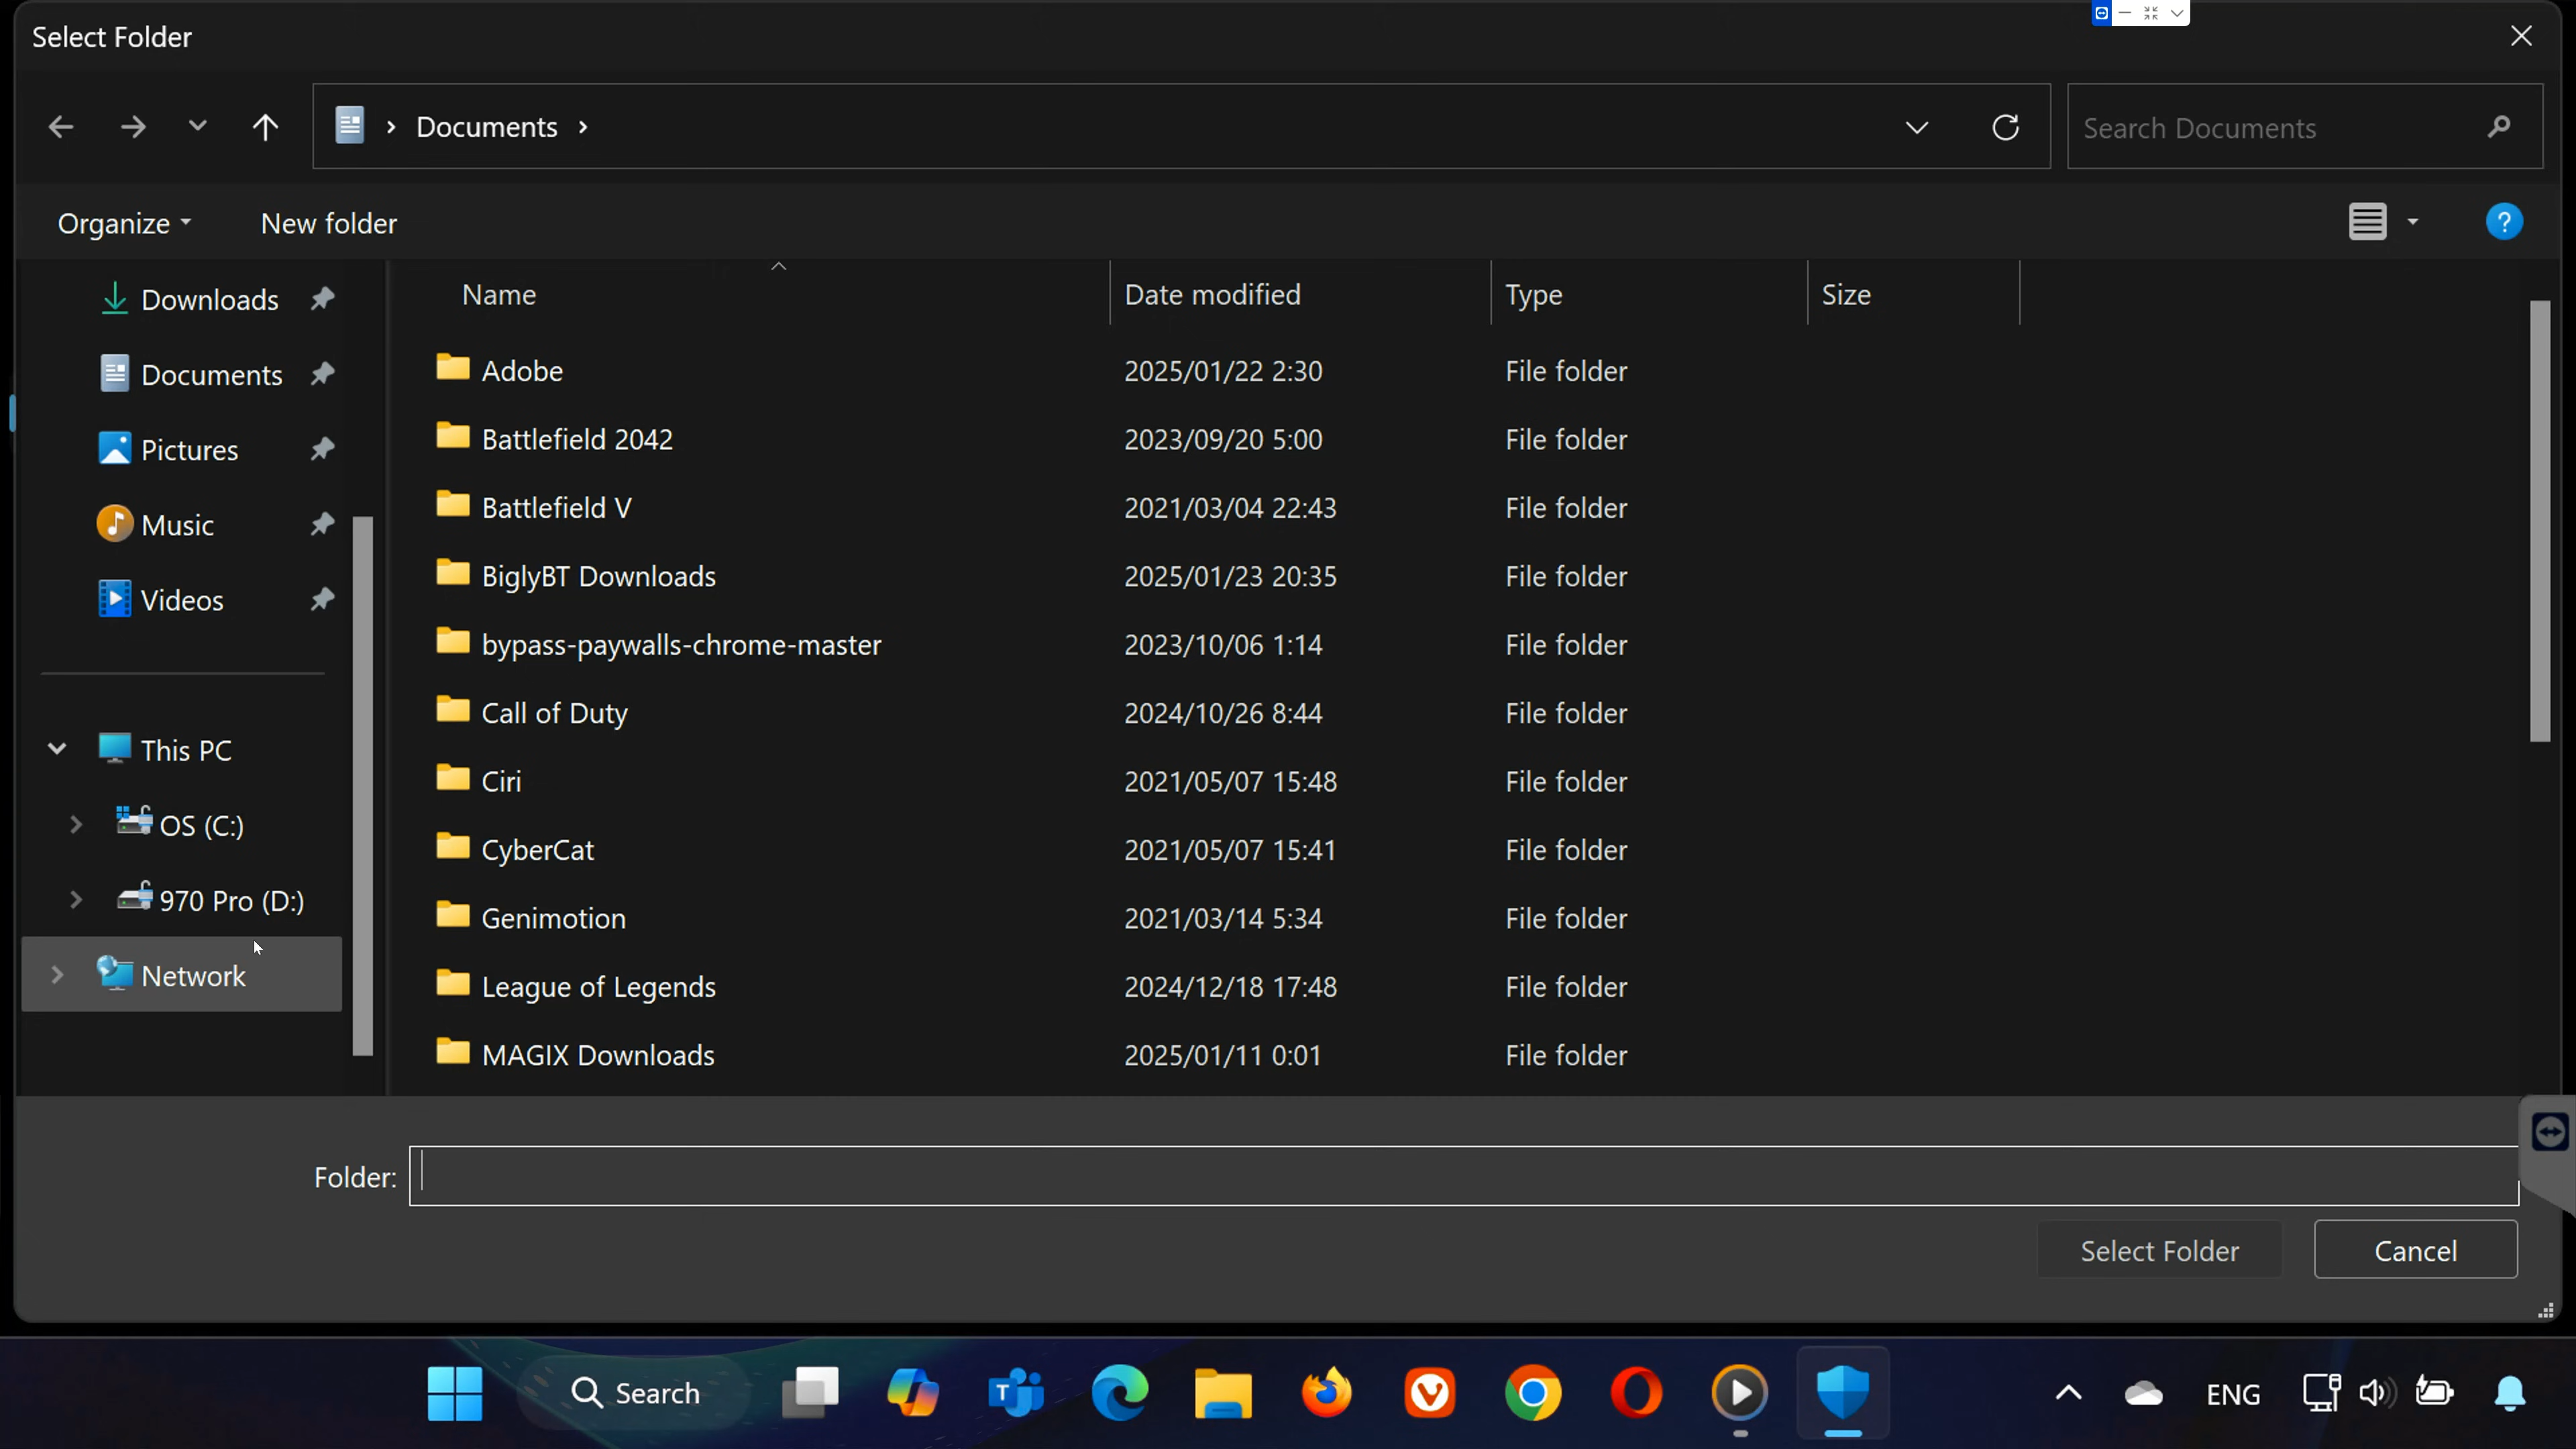 Select Folder
Documents
Search Documents
Organize
New folder
Name
Date modified
Type
Size
Downloads
Documents
Pictures
Music
Videos
This PC
OS (C:)
970 Pro (D:)
Network
Adobe 2025/01/22 2:30 File folder
Battlefield 2042 2023/09/20 5:00 File folder
Battlefield V 2021/03/04 22:43 File folder
BiglyBT Downloads 2025/01/23 20:35 File folder
bypass-paywalls-chrome-master 2023/10/06 1:14 File folder
Call of Duty 2024/10/26 8:44 File folder
Ciri 2021/05/07 15:48 File folder
CyberCat 2021/05/07 15:41 File folder
Genimotion 2021/03/14 5:34 File folder
League of Legends 2024/12/18 17:48 File folder
MAGIX Downloads 2025/01/11 0:01 File folder
Folder:
Select Folder
Cancel
Search
ENG